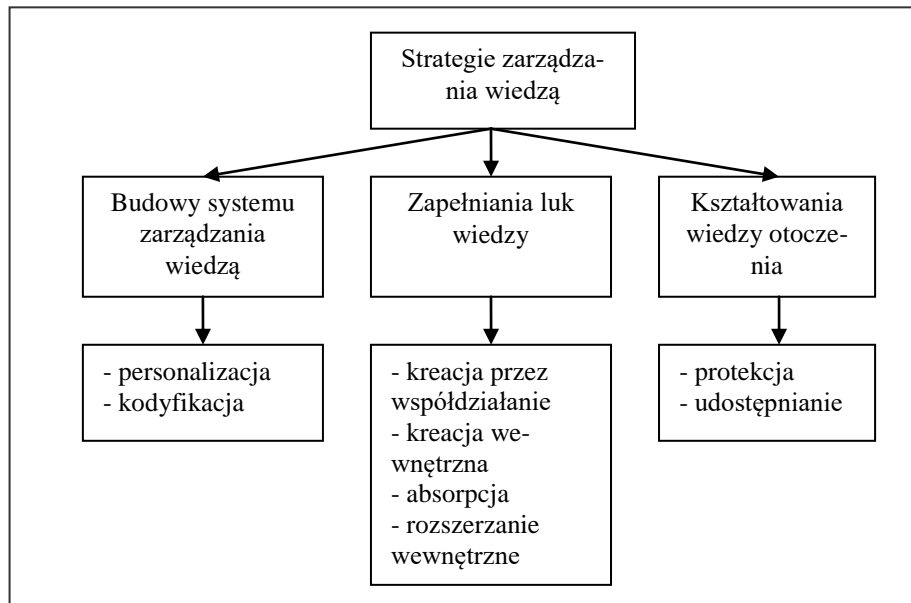 Strategie zarządza-
nia wiedzą
Budowy systemu
zarządzania
wiedzą
Zapełniania luk
wiedzy
Kształtowania
wiedzy otocze-
nia
- personalizacja
- kodyfikacja
- kreacja przez
współdziałanie
- kreacja we-
wnętrzna
- absorpcja
- rozszerzanie
wewnętrzne
- protekcja
- udostępnianie